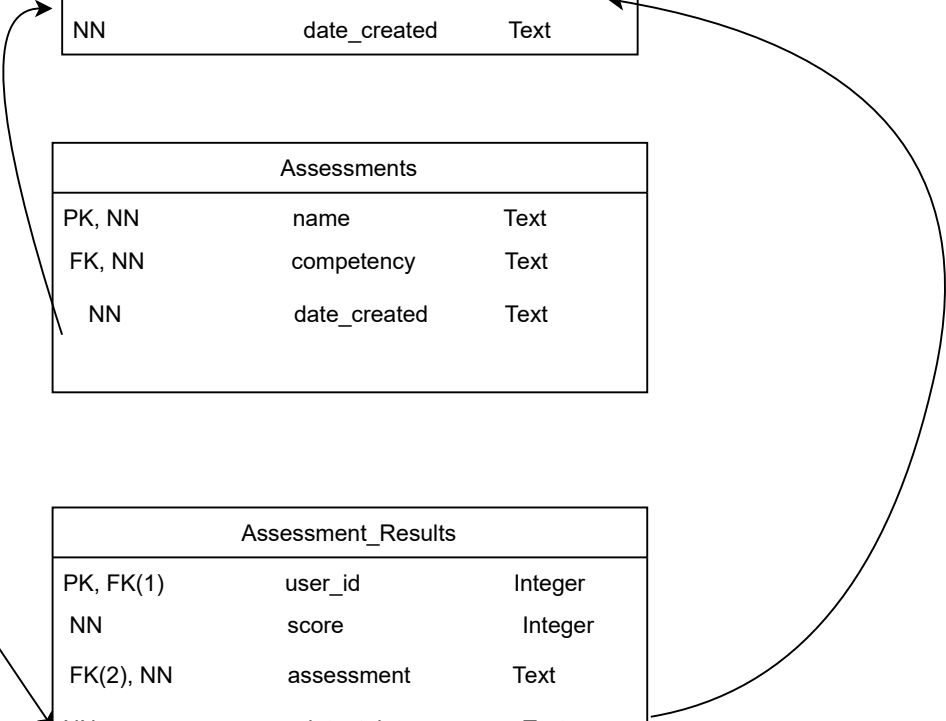 NN date_created Text
Assessments
PK, NN name Text
FK, NN competency Text
NN date_created Text
Assessment_Results
PK, FK(1) user_id Integer
NN score Integer
FK(2), NN assessment Text